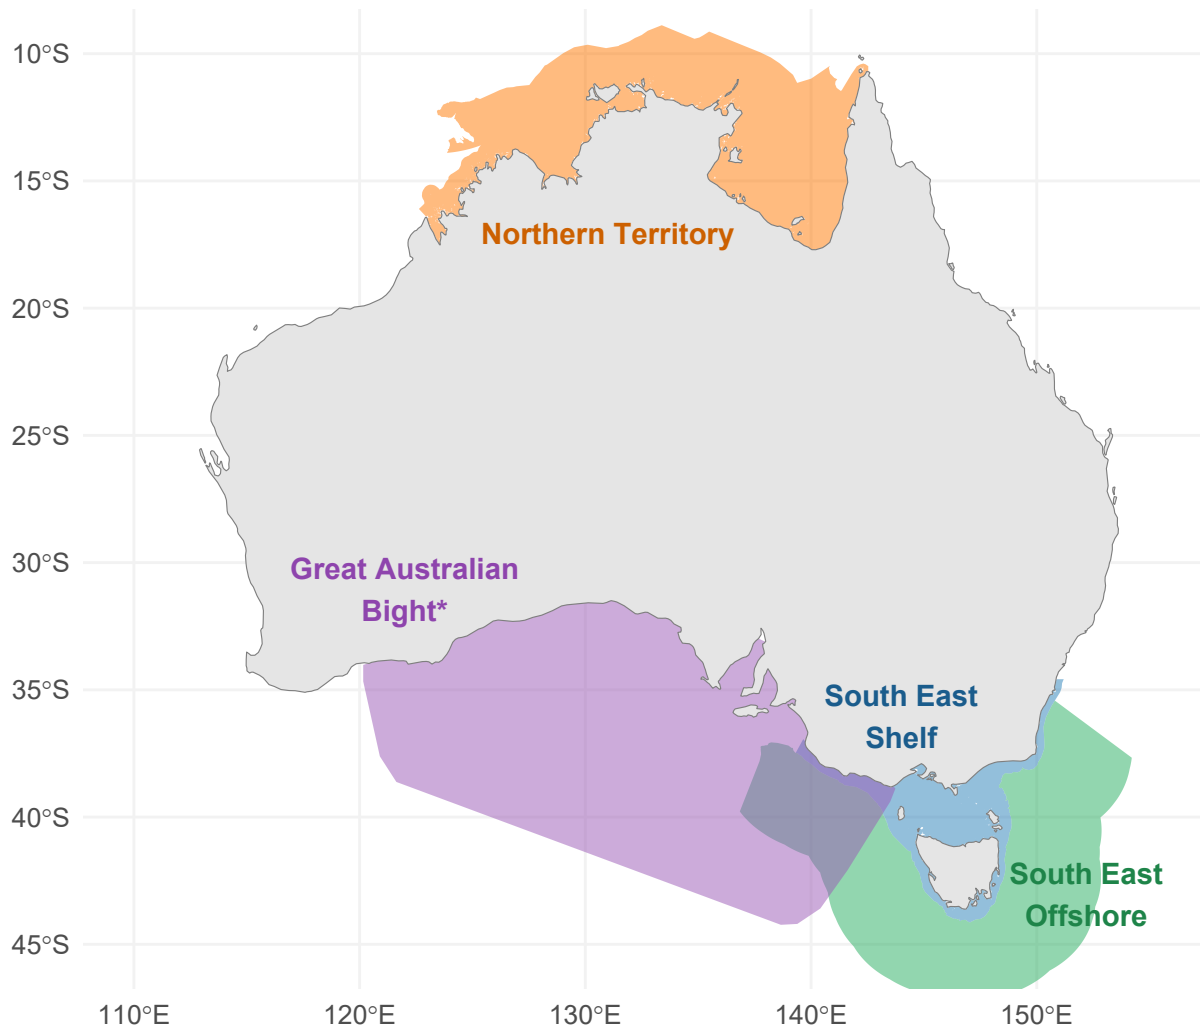 10°S
15°S
20°S
25°S
30°S
35°S
40°S
45°S
Northern Territory
Great Australian
Bight*
South East
Shelf
South East
Offshore
110°E
120°E
130°E
140°E
150°E